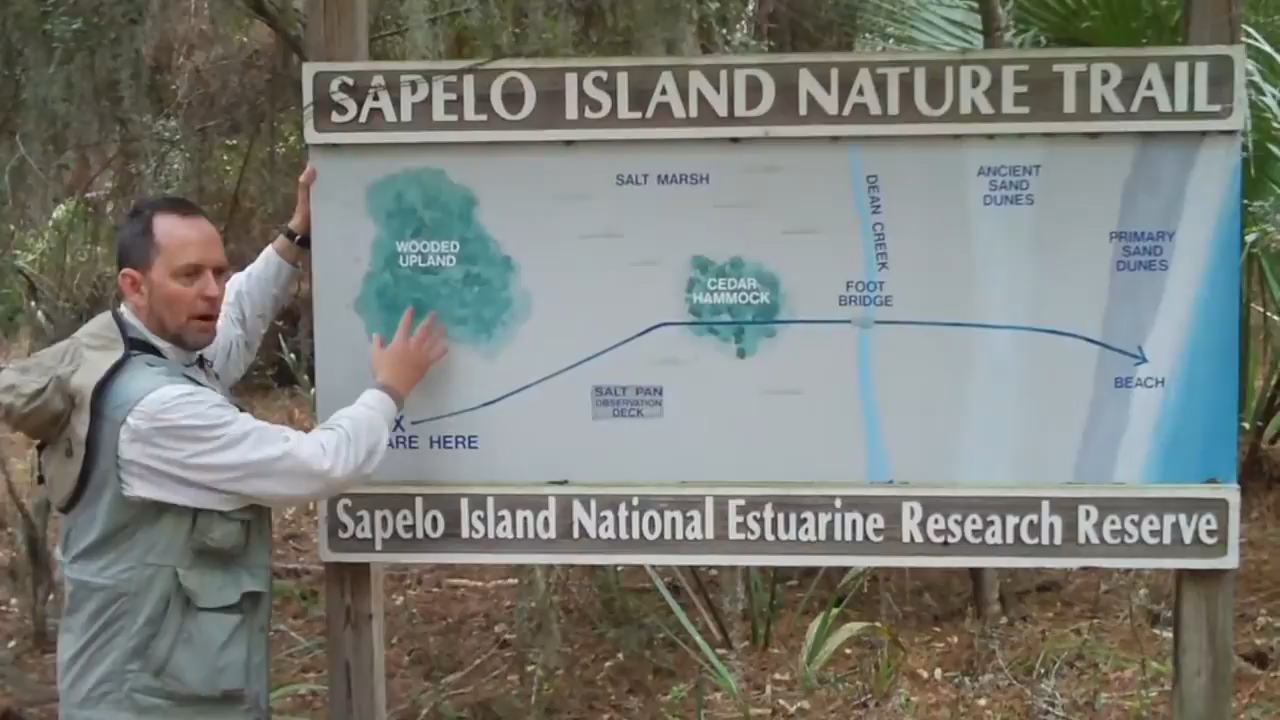 SAPELO ISLAND NATURE TRAIL
SALT MARSH
ANCIENT
SAND
DUNES
DEAN CREEK
WOODED
UPLAND
PRIMARY
SAND
DUNES
CEDAR
HAMMOCK
FOOT
BRIDGE
BEACH
SALT PAN
OBSERVATION
DECK
X
ARE HERE
Sapelo Island National Estuarine Research Reserve